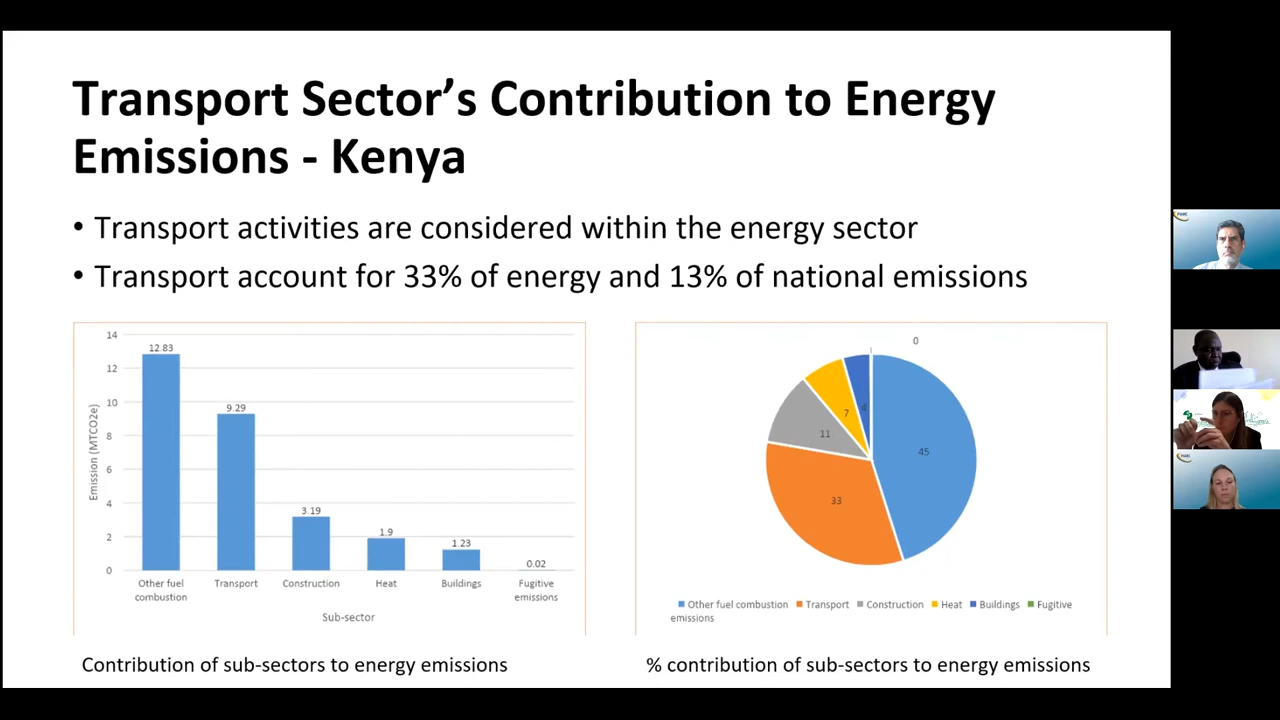 Transport Sector’s Contribution to Energy
Emissions - Kenya
• Transport activities are considered within the energy sector
• Transport account for 33% of energy and 13% of national emissions
14
12
10
8
6
4
2
0
Emission (MTCO2e)
12.83
9.29
3.19
1.9
1.23
0.02
Other fuel combustion
Transport
Construction
Heat
Buildings
Fugitive emissions
Sub-sector
Contribution of sub-sectors to energy emissions
0
45
33
11
7
4
Other fuel combustion Transport Construction Heat Buildings Fugitive
emissions
% contribution of sub-sectors to energy emissions
PIARC
PIARC